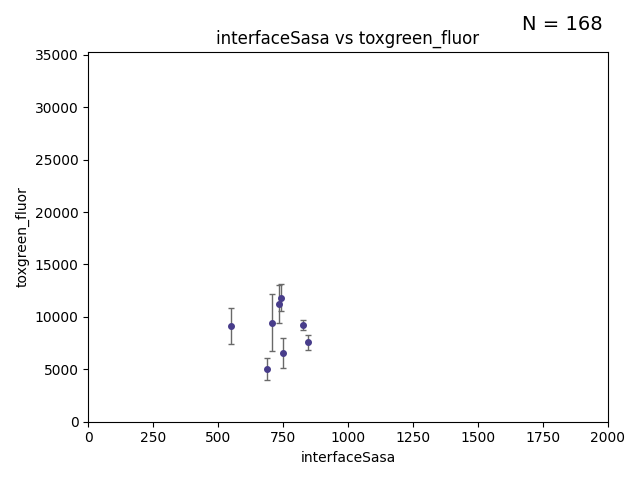 N = 168
interfaceSasa vs toxgreen_fluor
35000
30000
25000
20000
15000
10000
5000
0
toxgreen_fluor
0 250 500 750 1000 1250 1500 1750 2000
interfaceSasa